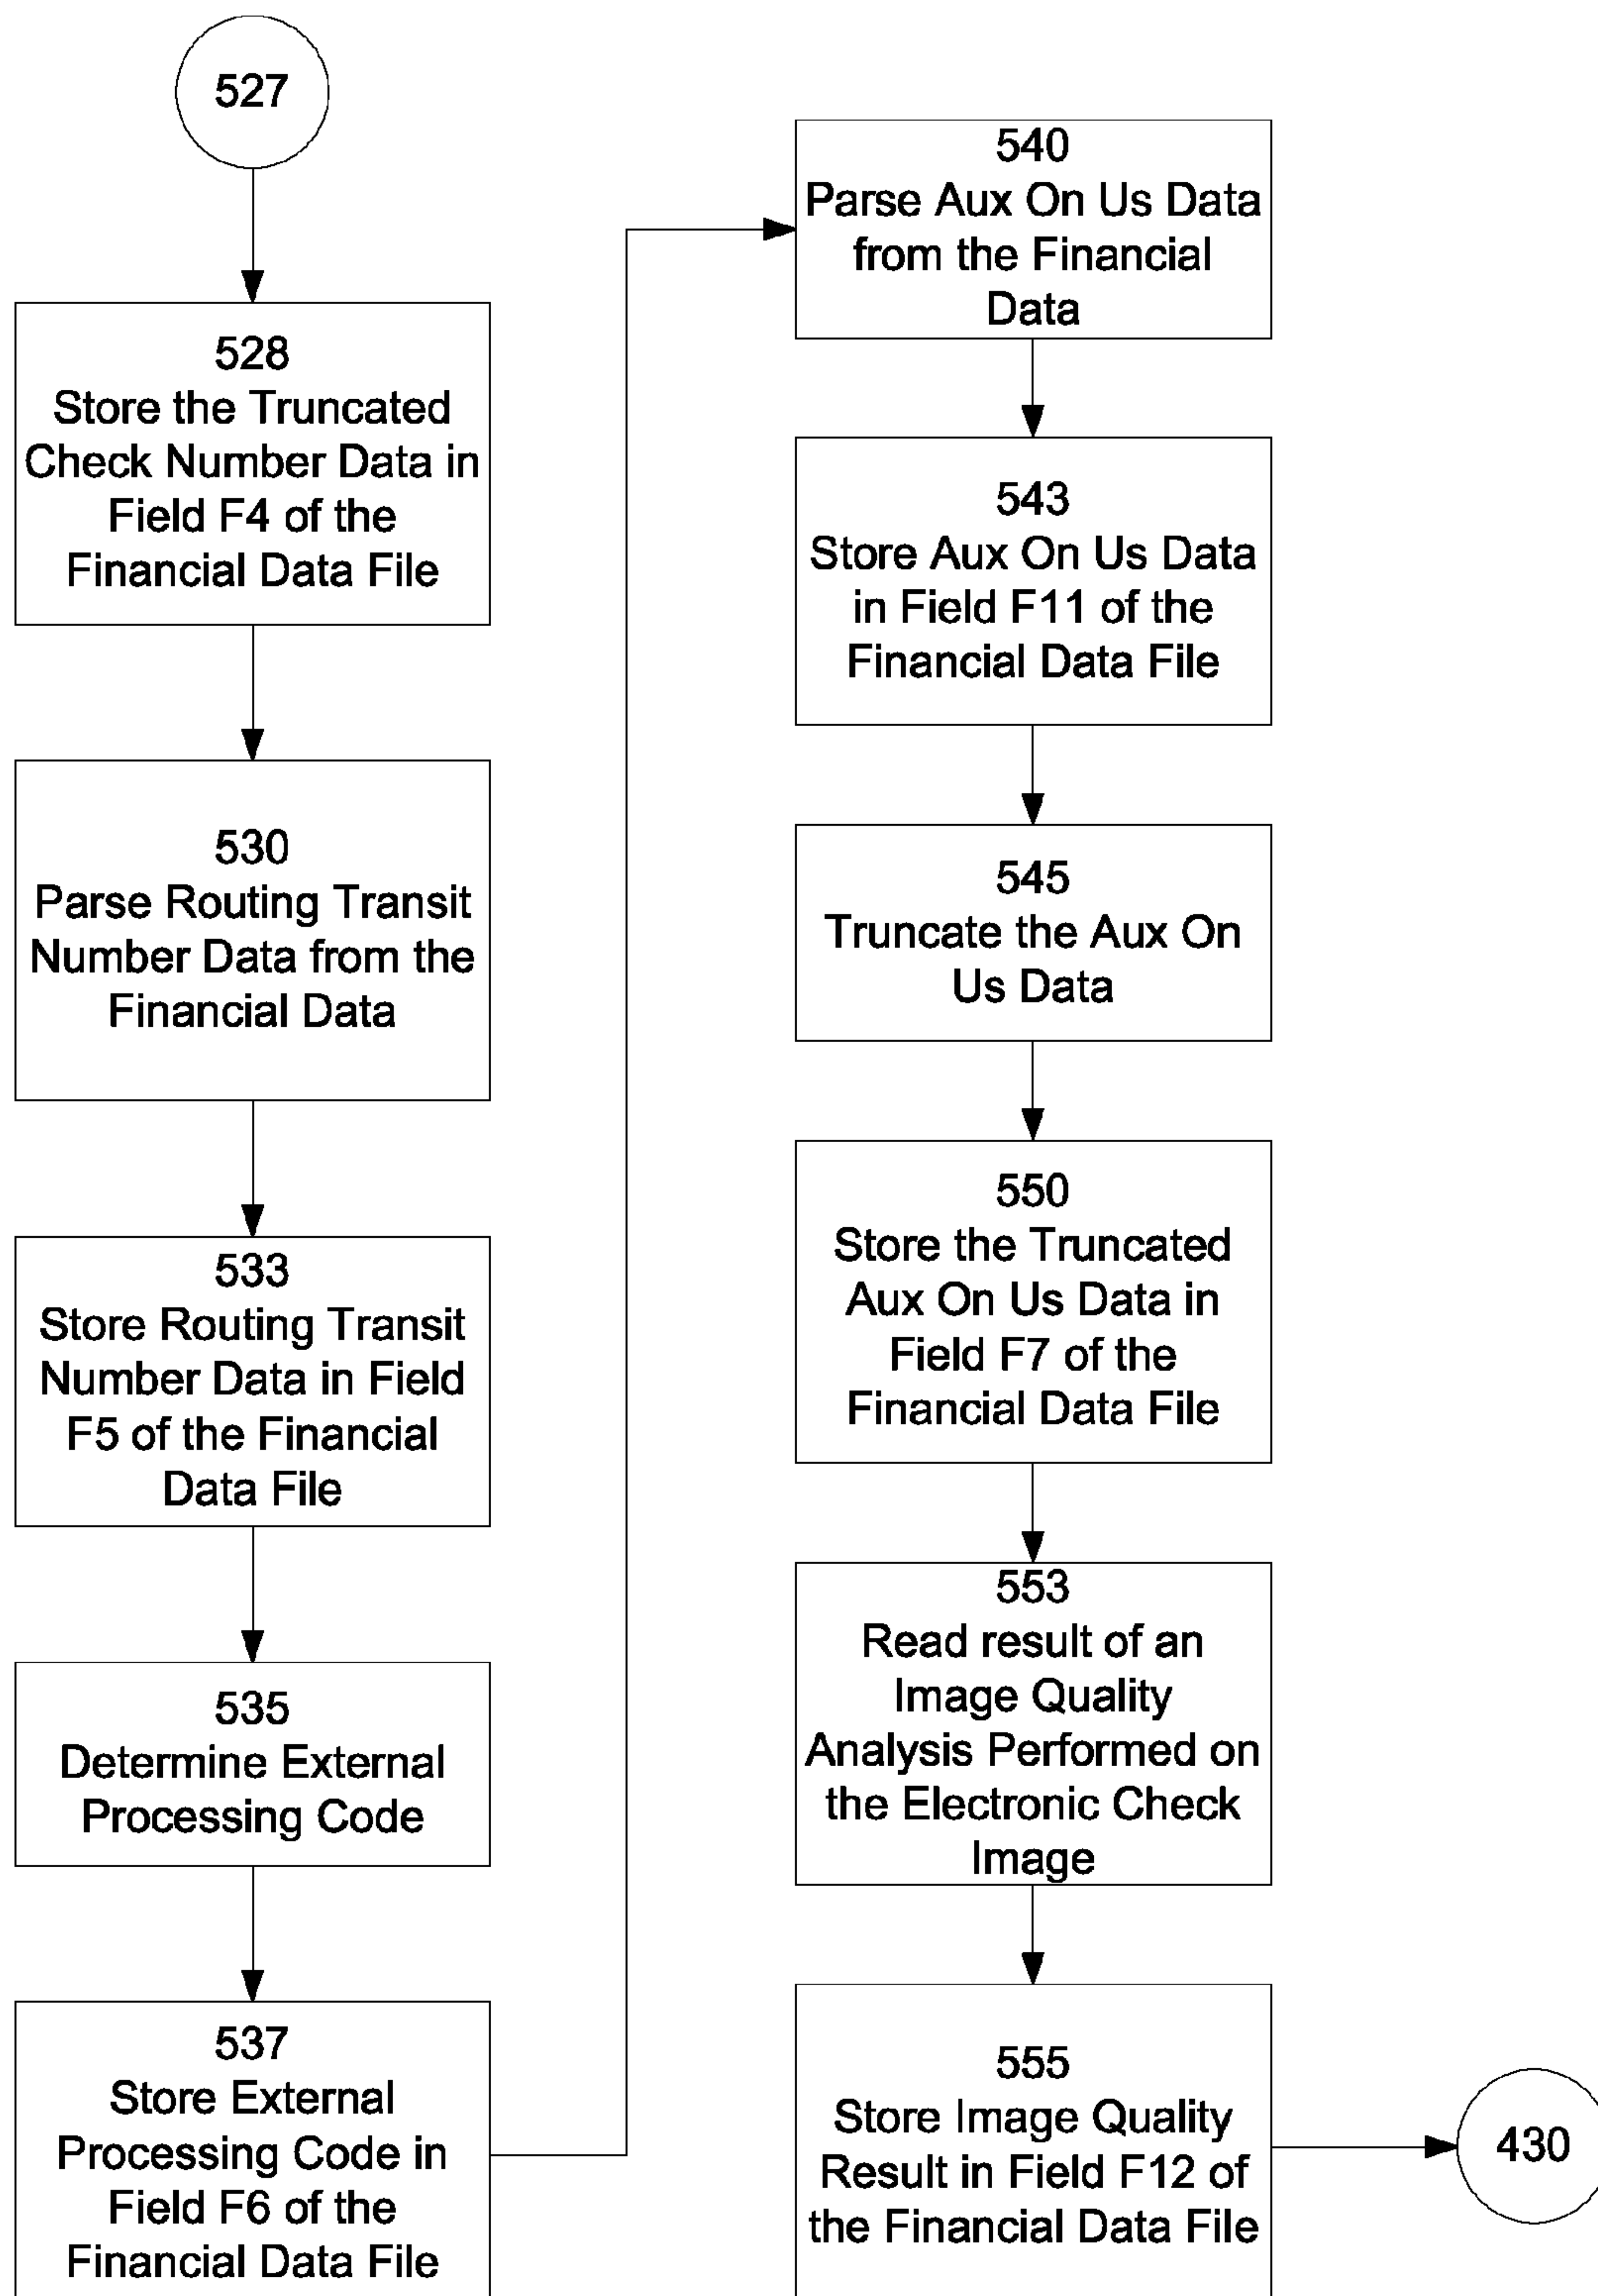 527
528
Store the Truncated
Check Number Data in
Field F4 of the
Financial Data File
530
Parse Routing Transit
Number Data from the
Financial Data
533
Store Routing Transit
Number Data in Field
F5 of the Financial
Data File
535
Determine External
Processing Code
537
Store External
Processing Code in
Field F6 of the
Financial Data File
540
Parse Aux On Us Data
from the Financial
Data
543
Store Aux On Us Data
in Field F11 of the
Financial Data File
545
Truncate the Aux On
Us Data
550
Store the Truncated
Aux On Us Data in
Field F7 of the
Financial Data File
553
Read result of an
Image Quality
Analysis Performed on
the Electronic Check
Image
555
Store Image Quality
Result in Field F12 of
the Financial Data File
430